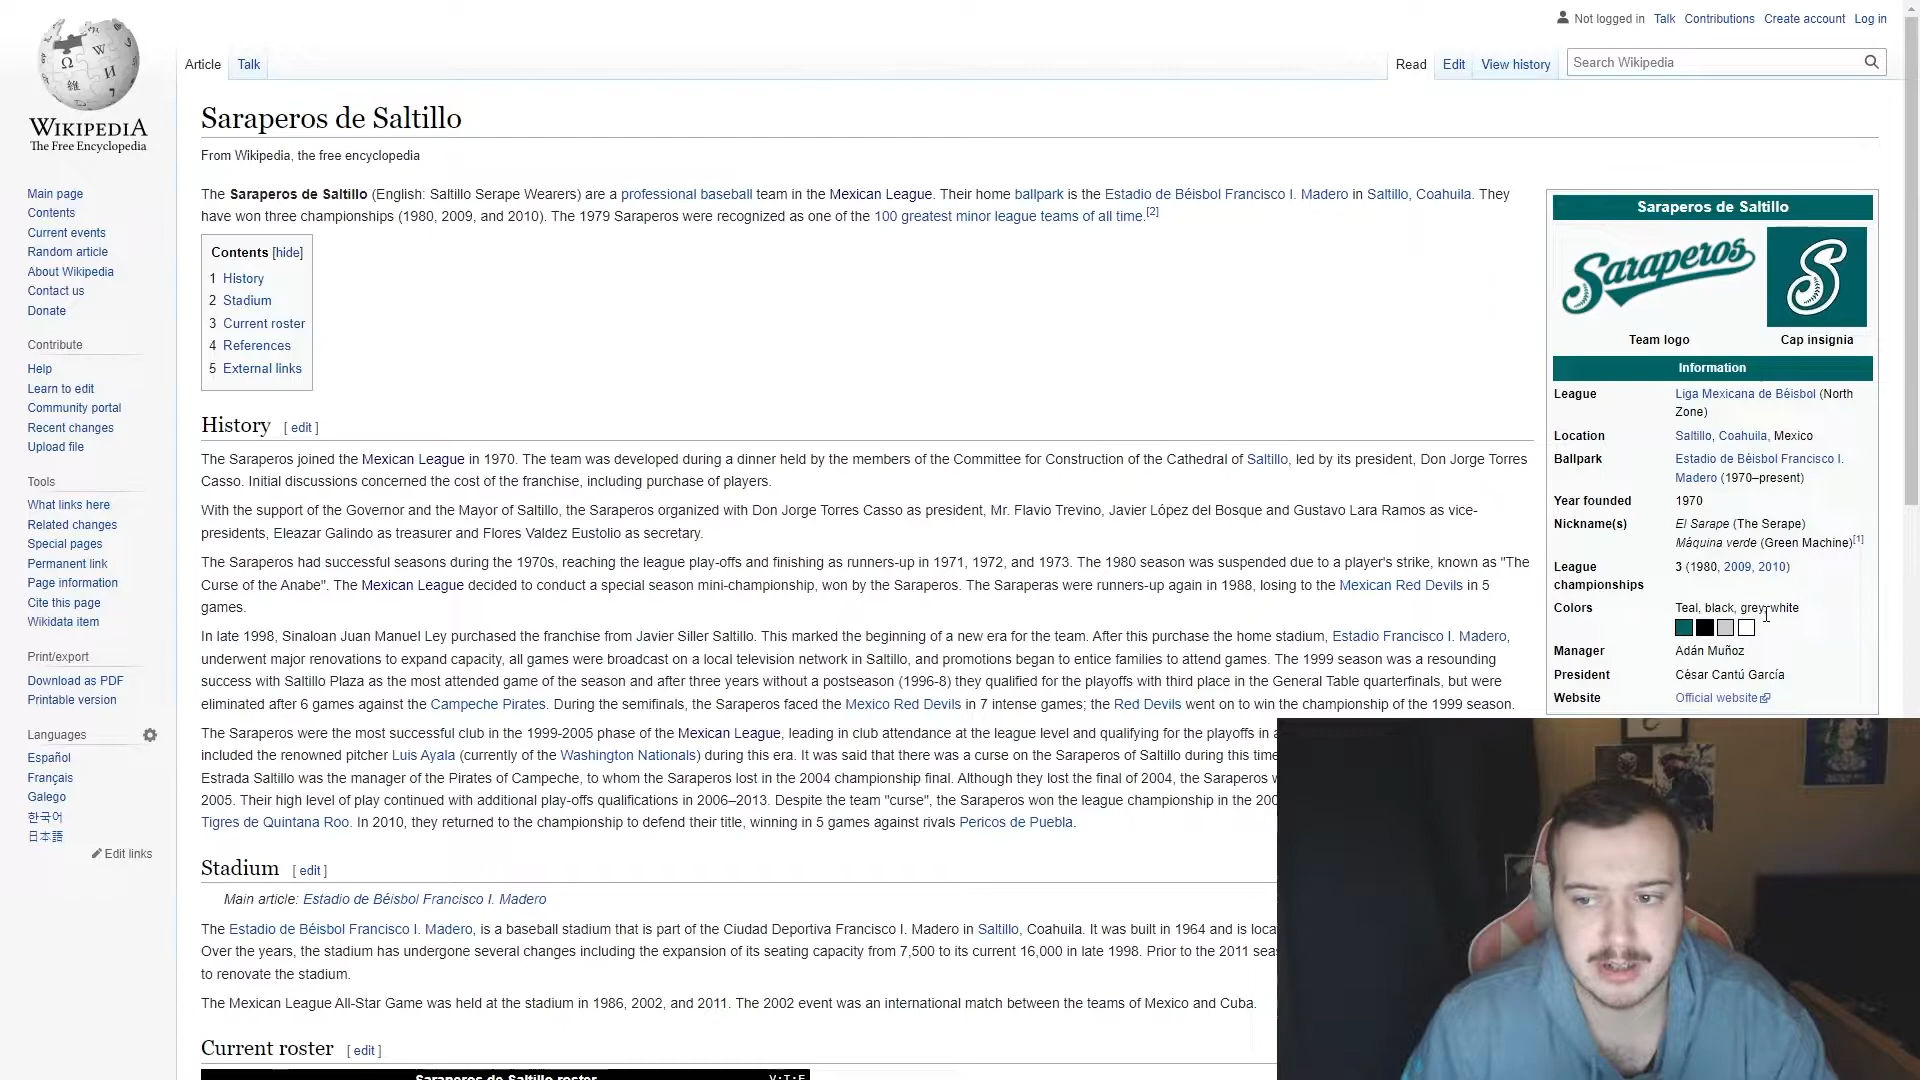 Not logged in Talk Contributions Create account Log in
Article Talk Read Edit View history Search Wikipedia
WIKIPEDIA
The Free Encyclopedia
Main page
Contents
Current events
Random article
About Wikipedia
Contact us
Donate
Contribute
Help
Learn to edit
Community portal
Recent changes
Upload file
Tools
What links here
Related changes
Special pages
Permanent link
Page information
Cite this page
Wikidata item
Print/export
Download as PDF
Printable version
Languages
Español
Français
Galego
한국어
日本語
Edit links
Saraperos de Saltillo
From Wikipedia, the free encyclopedia
The Saraperos de Saltillo (English: Saltillo Serape Wearers) are a professional baseball team in the Mexican League. Their home ballpark is the Estadio de Béisbol Francisco I. Madero in Saltillo, Coahuila. They
have won three championships (1980, 2009, and 2010). The 1979 Saraperos were recognized as one of the 100 greatest minor league teams of all time.[2]
Contents [hide]
1 History
2 Stadium
3 Current roster
4 References
5 External links
History [ edit ]
The Saraperos joined the Mexican League in 1970. The team was developed during a dinner held by the members of the Committee for Construction of the Cathedral of Saltillo, led by its president, Don Jorge Torres
Casso. Initial discussions concerned the cost of the franchise, including purchase of players.
With the support of the Governor and the Mayor of Saltillo, the Saraperos organized with Don Jorge Torres Casso as president, Mr. Flavio Trevino, Javier López del Bosque and Gustavo Lara Ramos as vice-
presidents, Eleazar Galindo as treasurer and Flores Valdez Eustolio as secretary.
The Saraperos had successful seasons during the 1970s, reaching the league play-offs and finishing as runners-up in 1971, 1972, and 1973. The 1980 season was suspended due to a player's strike, known as "The
Curse of the Anabe". The Mexican League decided to conduct a special season mini-championship, won by the Saraperos. The Saraperas were runners-up again in 1988, losing to the Mexican Red Devils in 5
games.
In late 1998, Sinaloan Juan Manuel Ley purchased the franchise from Javier Siller Saltillo. This marked the beginning of a new era for the team. After this purchase the home stadium, Estadio Francisco I. Madero,
underwent major renovations to expand capacity, all games were broadcast on a local television network in Saltillo, and promotions began to entice families to attend games. The 1999 season was a resounding
success with Saltillo Plaza as the most attended game of the season and after three years without a postseason (1996-8) they qualified for the playoffs with third place in the General Table quarterfinals, but were
eliminated after 6 games against the Campeche Pirates. During the semifinals, the Saraperos faced the Mexico Red Devils in 7 intense games; the Red Devils went on to win the championship of the 1999 season.
The Saraperos were the most successful club in the 1999-2005 phase of the Mexican League, leading in club attendance at the league level and qualifying for the playoffs in
included the renowned pitcher Luis Ayala (currently of the Washington Nationals) during this era. It was said that there was a curse on the Saraperos of Saltillo during this time
Estrada Saltillo was the manager of the Pirates of Campeche, to whom the Saraperos lost in the 2004 championship final. Although they lost the final of 2004, the Saraperos
2005. Their high level of play continued with additional play-offs qualifications in 2006–2013. Despite the team "curse", the Saraperos won the league championship in the
Tigres de Quintana Roo. In 2010, they returned to the championship to defend their title, winning in 5 games against rivals Pericos de Puebla.
Stadium [ edit ]
Main article: Estadio de Béisbol Francisco I. Madero
The Estadio de Béisbol Francisco I. Madero, is a baseball stadium that is part of the Ciudad Deportiva Francisco I. Madero in Saltillo, Coahuila. It was built in 1964 and is
Over the years, the stadium has undergone several changes including the expansion of its seating capacity from 7,500 to its current 16,000 in late 1998. Prior to the 2011
to renovate the stadium.
The Mexican League All-Star Game was held at the stadium in 1986, 2002, and 2011. The 2002 event was an international match between the teams of Mexico and Cuba.
Current roster [ edit ]
Saraperos de Saltillo roster V·T·E
Saraperos de Saltillo
Saraperos S
Team logo Cap insignia
Information
League Liga Mexicana de Béisbol (North
Zone)
Location Saltillo, Coahuila, Mexico
Ballpark Estadio de Béisbol Francisco I.
Madero (1970–present)
Year founded 1970
Nickname(s) El Sarape (The Serape)
Máquina verde (Green Machine)[1]
League 3 (1980, 2009, 2010)
championships
Colors Teal, black, grey, white
Manager Adán Muñoz
President César Cantú García
Website Official website